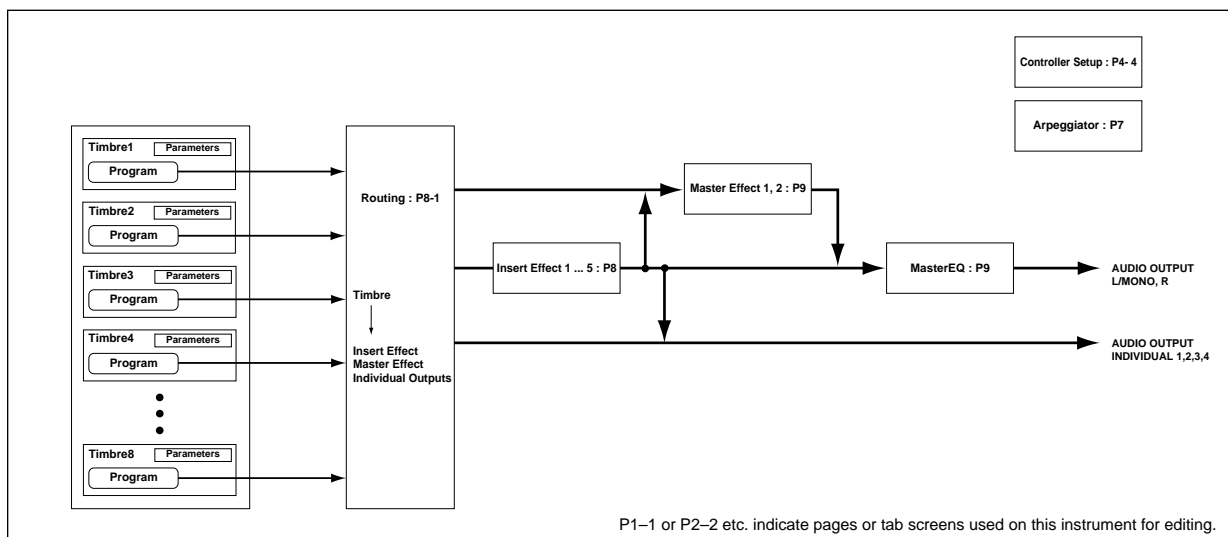 Controller Setup : P4- 4
Arpeggiator : P7
Timbre1 Parameters
Program
Timbre2 Parameters
Program
Timbre3 Parameters
Program
Timbre4 Parameters
Program
Timbre8 Parameters
Program
Routing : P8-1
Timbre
Insert Effect
Master Effect
Individual Outputs
Master Effect 1, 2 : P9
Insert Effect 1 ... 5 : P8
MasterEQ : P9
AUDIO OUTPUT
L/MONO, R
AUDIO OUTPUT
INDIVIDUAL 1,2,3,4
P1–1 or P2–2 etc. indicate pages or tab screens used on this instrument for editing.